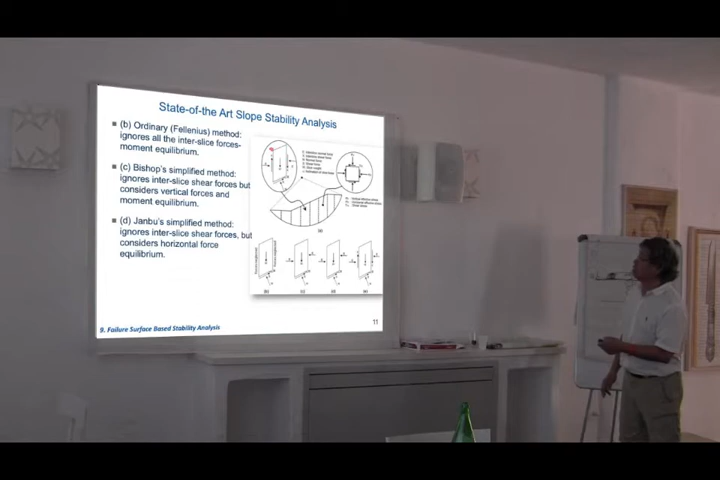 State-of-the Art Slope Stability Analysis
(b) Ordinary (Fellenius) method:
ignores all the inter-slice forces-
moment equilibrium.
(c) Bishop's simplified method:
ignores inter-slice shear forces but
considers vertical forces and
moment equilibrium.
(d) Janbu's simplified method:
ignores inter-slice shear forces, but
considers horizontal force
equilibrium.
(a)
(b) (c) (d) (e)
9. Failure Surface Based Stability Analysis
11